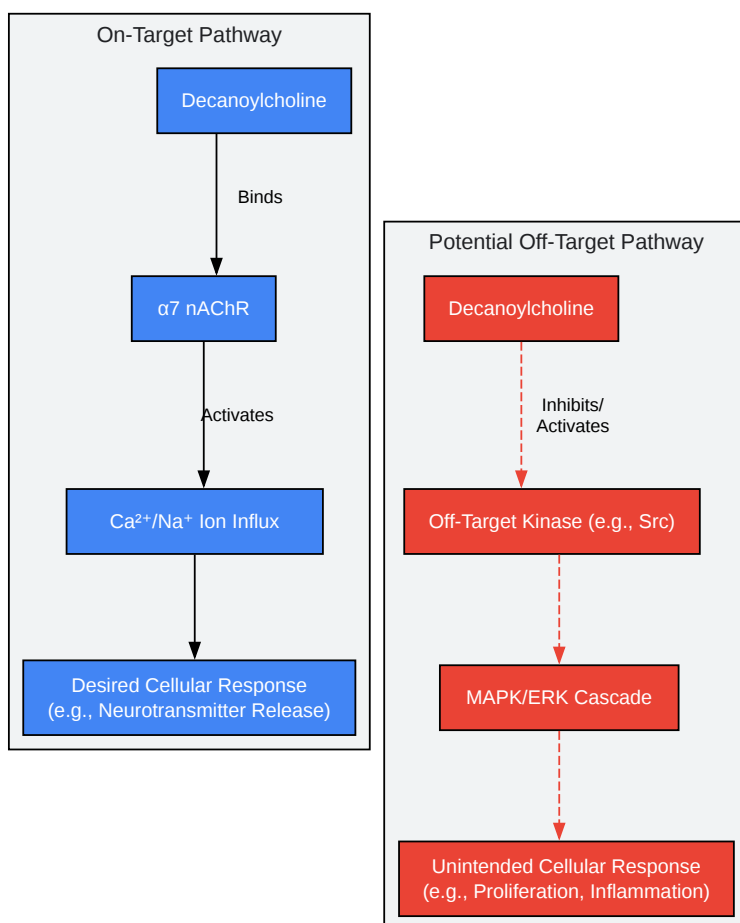 On-Target Pathway
Decanoylcholine
Binds
α7 nAChR
Activates
Ca²⁺/Na⁺ Ion Influx
Desired Cellular Response
(e.g., Neurotransmitter Release)
Potential Off-Target Pathway
Decanoylcholine
Inhibits/
Activates
Off-Target Kinase (e.g., Src)
MAPK/ERK Cascade
Unintended Cellular Response
(e.g., Proliferation, Inflammation)